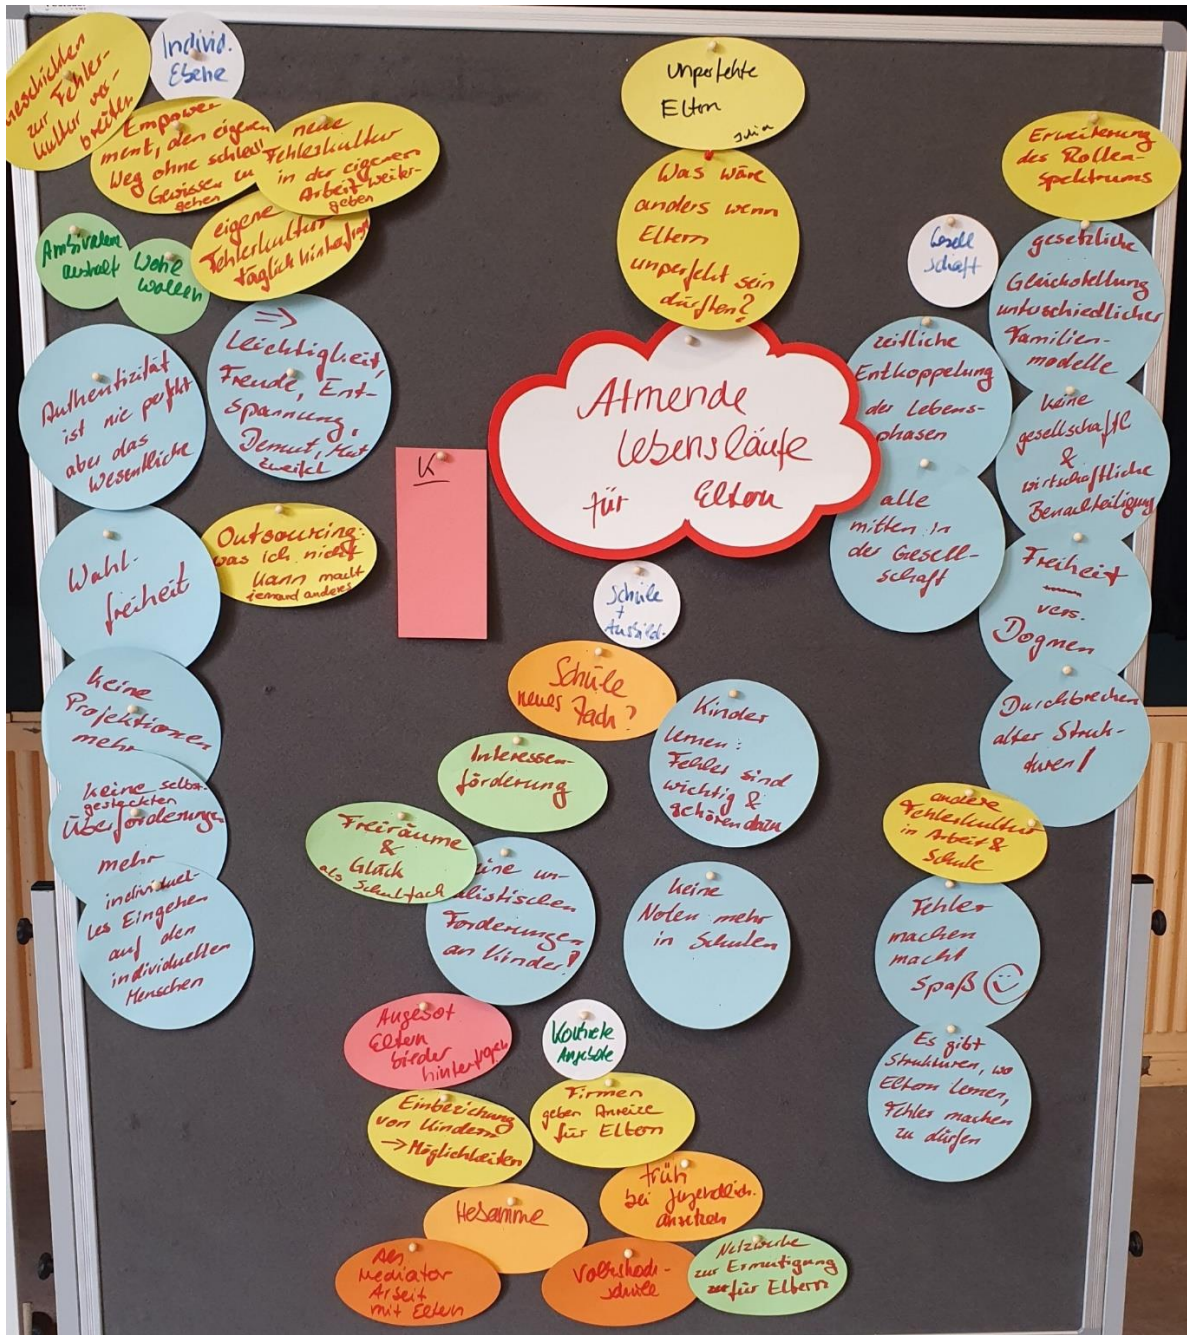 Geschichten
zur Fehler-
kultur ver-
breiten
Individ.
Ebene
Empower
ment, den eigenen
Weg ohne schlecht
Gewissen zu
gehen
neue
Fehlerkultur
in der eigenen
Arbeit weiter-
geben
eigene
Fehlerkultur
täglich hinterfragen
Ambivalenz
aushalt
Wohl
wollen
Authentizität
ist nie perfekt
aber das
Wesentliche
=>
Leichtigkeit,
Freude, Ent-
spannung,
Demut, Mut
zweifel
Wahl-
freiheit
Outsourcing:
was ich nicht
kann macht
jemand anderes
keine
Projektionen
mehr
keine selbst-
gesteckten
Überforderungen
mehr
individuel-
les Eingehen
auf den
individuellen
Menschen
K
unperfekte
Eltern
Julia
Was wäre
anders wenn
Eltern
unperfekt sein
dürften?
Atmende
Lebensläufe
für Eltern
Schule
+
Ausbild.
Schule
neues Fach?
Interessen-
förderung
Kinder
lernen:
Fehler sind
wichtig &
gehören dazu
Freiräume
&
Glück
als Schulfach
eine un-
listischen
Forderungen
an Kinder!
keine
Noten mehr
in Schulen
Angebot
Eltern
bieder
hinterfragen
Konkrete
Angebote
Einbeziehung
von Kindern
→ Möglichkeiten
Firmen
geben Anreize
für Eltern
früh
bei Jugendlich.
ansetzen
Hebamme
Als
Mediator
Arbeit
mit Eltern
Volkshoch-
schule
Netzwerke
zur Ermutigung
für Eltern
Erweiterung
des Rollen-
spektrums
Gesell
schaft
gesetzliche
Gleichstellung
unterschiedlicher
Familien-
modelle
zeitliche
Entkoppelung
der Lebens-
phasen
keine
gesellschaftl
&
wirtschaftliche
Benachteiligung
alle
mitten in
der Gesell-
schaft
Freiheit
vers.
Dogmen
Durchbrechen
alter Struk-
turen!
andere
Fehlerkultur
in Arbeit &
Schule
Fehler
machen
macht
Spaß
Es gibt
Strukturen, wo
Eltern lernen,
Fehler machen
zu dürfen